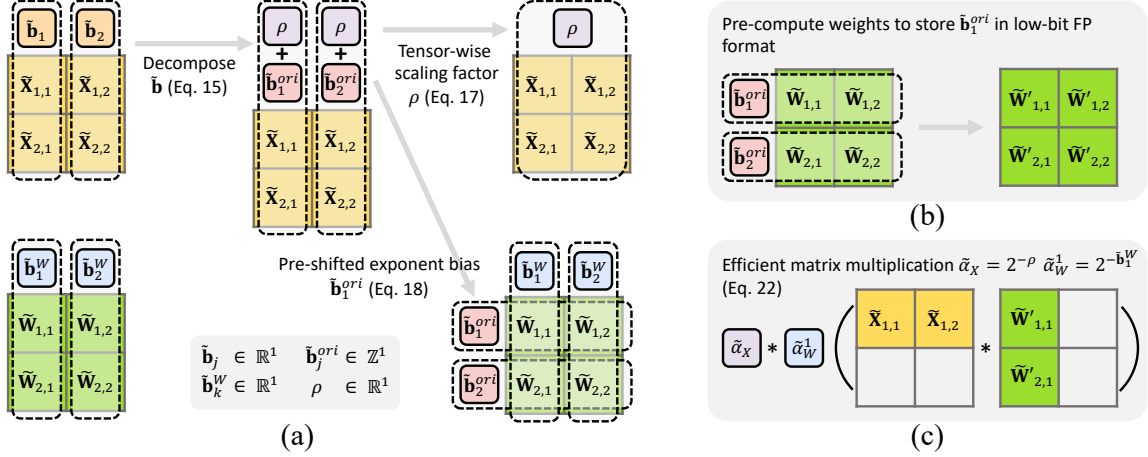 b̃₁ b̃₂
X̃₁,₁ X̃₁,₂
X̃₂,₁ X̃₂,₂
Decompose
b̃ (Eq. 15)
ρ ρ
+ +
b̃₁ᵒʳⁱ b̃₂ᵒʳⁱ
X̃₁,₁ X̃₁,₂
X̃₂,₁ X̃₂,₂
Tensor-wise
scaling factor
ρ (Eq. 17)
ρ
X̃₁,₁ X̃₁,₂
X̃₂,₁ X̃₂,₂
b̃₁ᵂ b̃₂ᵂ
W̃₁,₁ W̃₁,₂
W̃₂,₁ W̃₂,₂
Pre-shifted exponent bias
b̃₁ᵒʳⁱ (Eq. 18)
b̃ⱼ ∈ ℝ¹ b̃ⱼᵒʳⁱ ∈ ℤ¹
b̃ₖᵂ ∈ ℝ¹ ρ ∈ ℝ¹
b̃₁ᵂ b̃₂ᵂ
b̃₁ᵒʳⁱ W̃₁,₁ W̃₁,₂
b̃₂ᵒʳⁱ W̃₂,₁ W̃₂,₂
(a)
Pre-compute weights to store b̃₁ᵒʳⁱ in low-bit FP
format
b̃₁ᵒʳⁱ W̃₁,₁ W̃₁,₂ W̃′₁,₁ W̃′₁,₂
b̃₂ᵒʳⁱ W̃₂,₁ W̃₂,₂ W̃′₂,₁ W̃′₂,₂
(b)
Efficient matrix multiplication α̃_X = 2^{−ρ} α̃_W^1 = 2^{−b̃₁ᵂ}
(Eq. 22)
α̃_X * α̃_W^1 ( X̃₁,₁ X̃₁,₂ * W̃′₁,₁ )
W̃′₂,₁
(c)